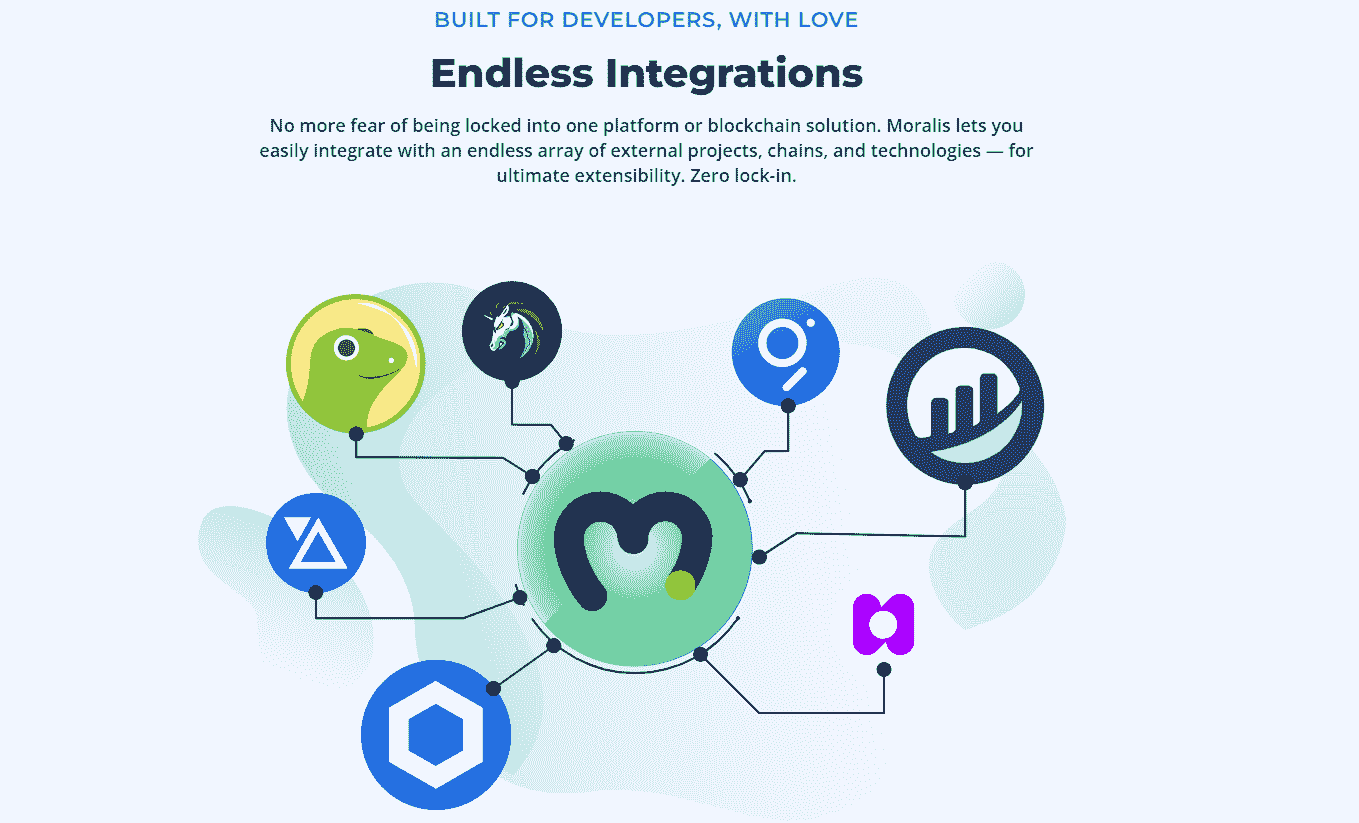 BUILT FOR DEVELOPERS, WITH LOVE
Endless Integrations
No more fear of being locked into one platform or blockchain solution. Moralis lets you
easily integrate with an endless array of external projects, chains, and technologies — for
ultimate extensibility. Zero lock-in.